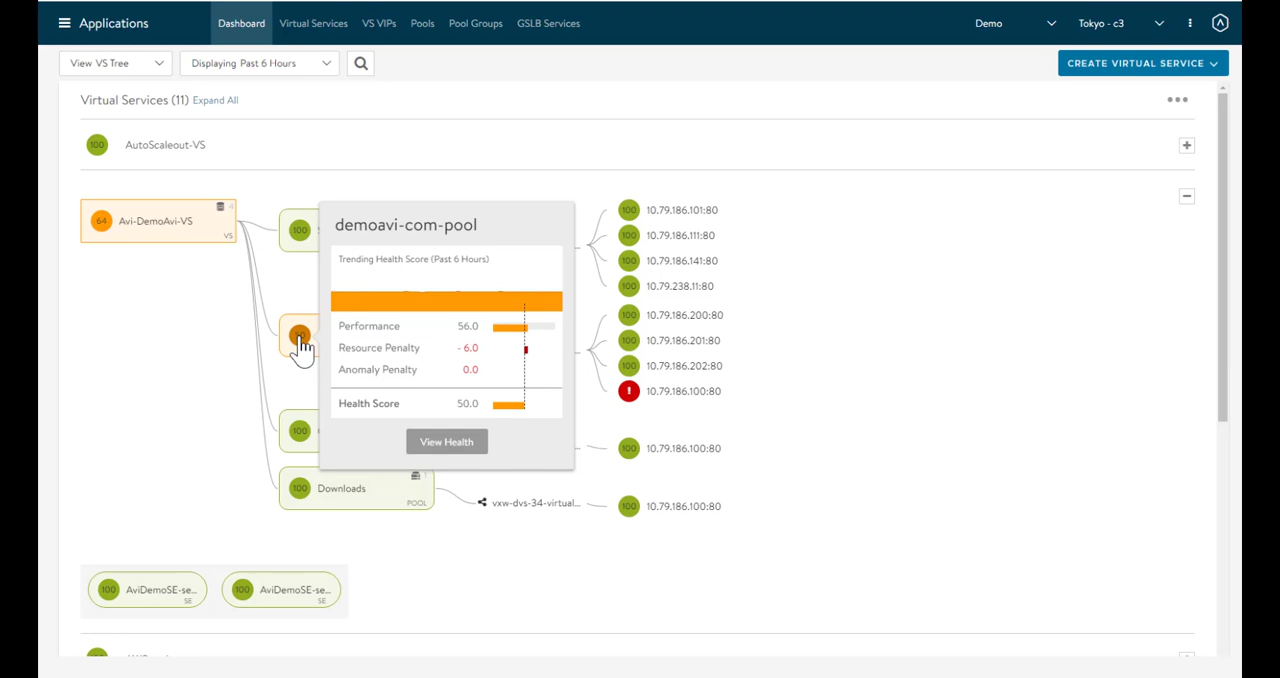 Applications
Dashboard
Virtual Services
VS VIPs
Pools
Pool Groups
GSLB Services
Demo
Tokyo - c3
View VS Tree
Displaying Past 6 Hours
CREATE VIRTUAL SERVICE
Virtual Services (11) Expand All
100 AutoScaleout-VS
64 Avi-DemoAvi-VS
4
VS
100
demoavi-com-pool
Trending Health Score (Past 6 Hours)
Performance 56.0
Resource Penalty - 6.0
Anomaly Penalty 0.0
Health Score 50.0
View Health
100 10.79.186.101:80
100 10.79.186.111:80
100 10.79.186.141:80
100 10.79.238.11:80
100 10.79.186.200:80
100 10.79.186.201:80
100 10.79.186.202:80
! 10.79.186.100:80
100
100 10.79.186.100:80
100 Downloads
1
POOL
vxw-dvs-34-virtual...
100 10.79.186.100:80
100 AviDemoSE-se...
SE
100 AviDemoSE-se...
SE